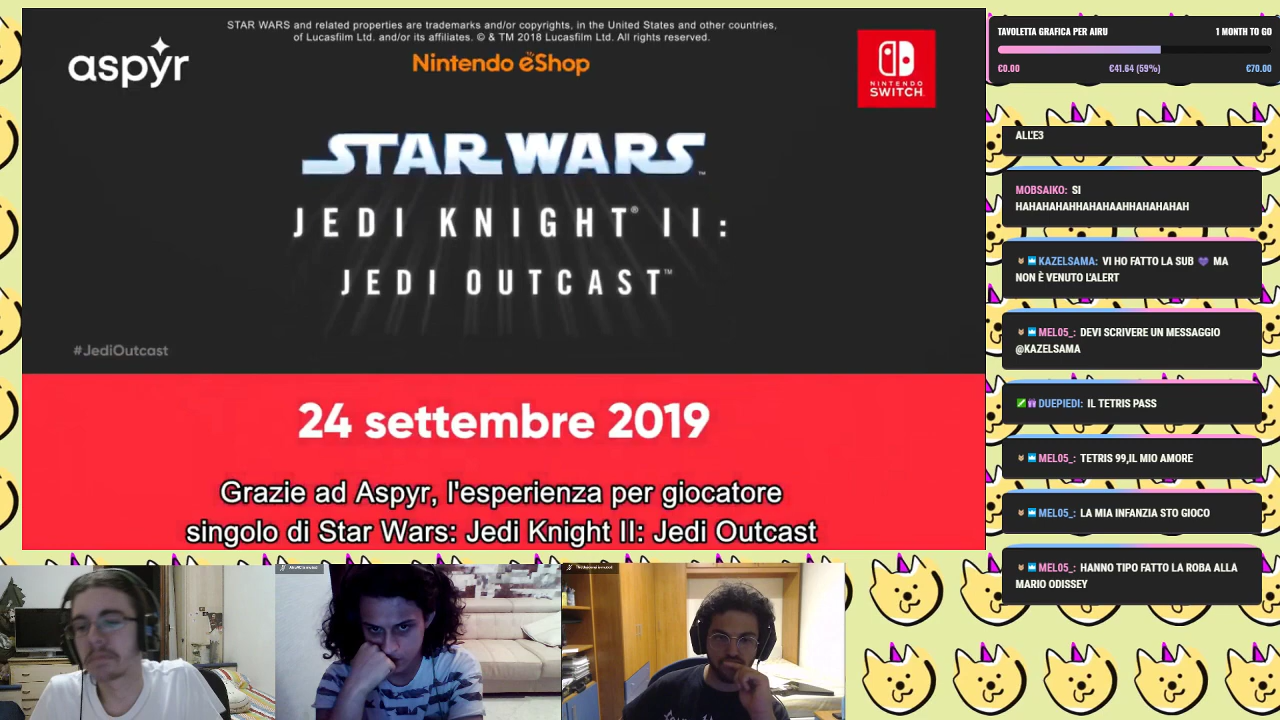 STAR WARS and related properties are trademarks and/or copyrights, in the United States and other countries,
of Lucasfilm Ltd. and/or its affiliates. © & TM 2018 Lucasfilm Ltd. All rights reserved.
aspyr
Nintendo eShop
NINTENDO
SWITCH
STAR WARS™
JEDI KNIGHT® II:
JEDI OUTCAST™
#JediOutcast
24 settembre 2019
Grazie ad Aspyr, l'esperienza per giocatore
singolo di Star Wars: Jedi Knight II: Jedi Outcast
TAVOLETTA GRAFICA PER AIRU 1 MONTH TO GO
€0.00 €41.64 (59%) €70.00
ALL'E3
MOBSAIKO: SI
HAHAHAHAHHAHAHAAHHAHAHAHAH
KAZELSAMA: VI HO FATTO LA SUB 💜 MA
NON È VENUTO L'ALERT
MEL05_: DEVI SCRIVERE UN MESSAGGIO
@KAZELSAMA
DUEPIEDI: IL TETRIS PASS
MEL05_: TETRIS 99,IL MIO AMORE
MEL05_: LA MIA INFANZIA STO GIOCO
MEL05_: HANNO TIPO FATTO LA ROBA ALLA
MARIO ODISSEY